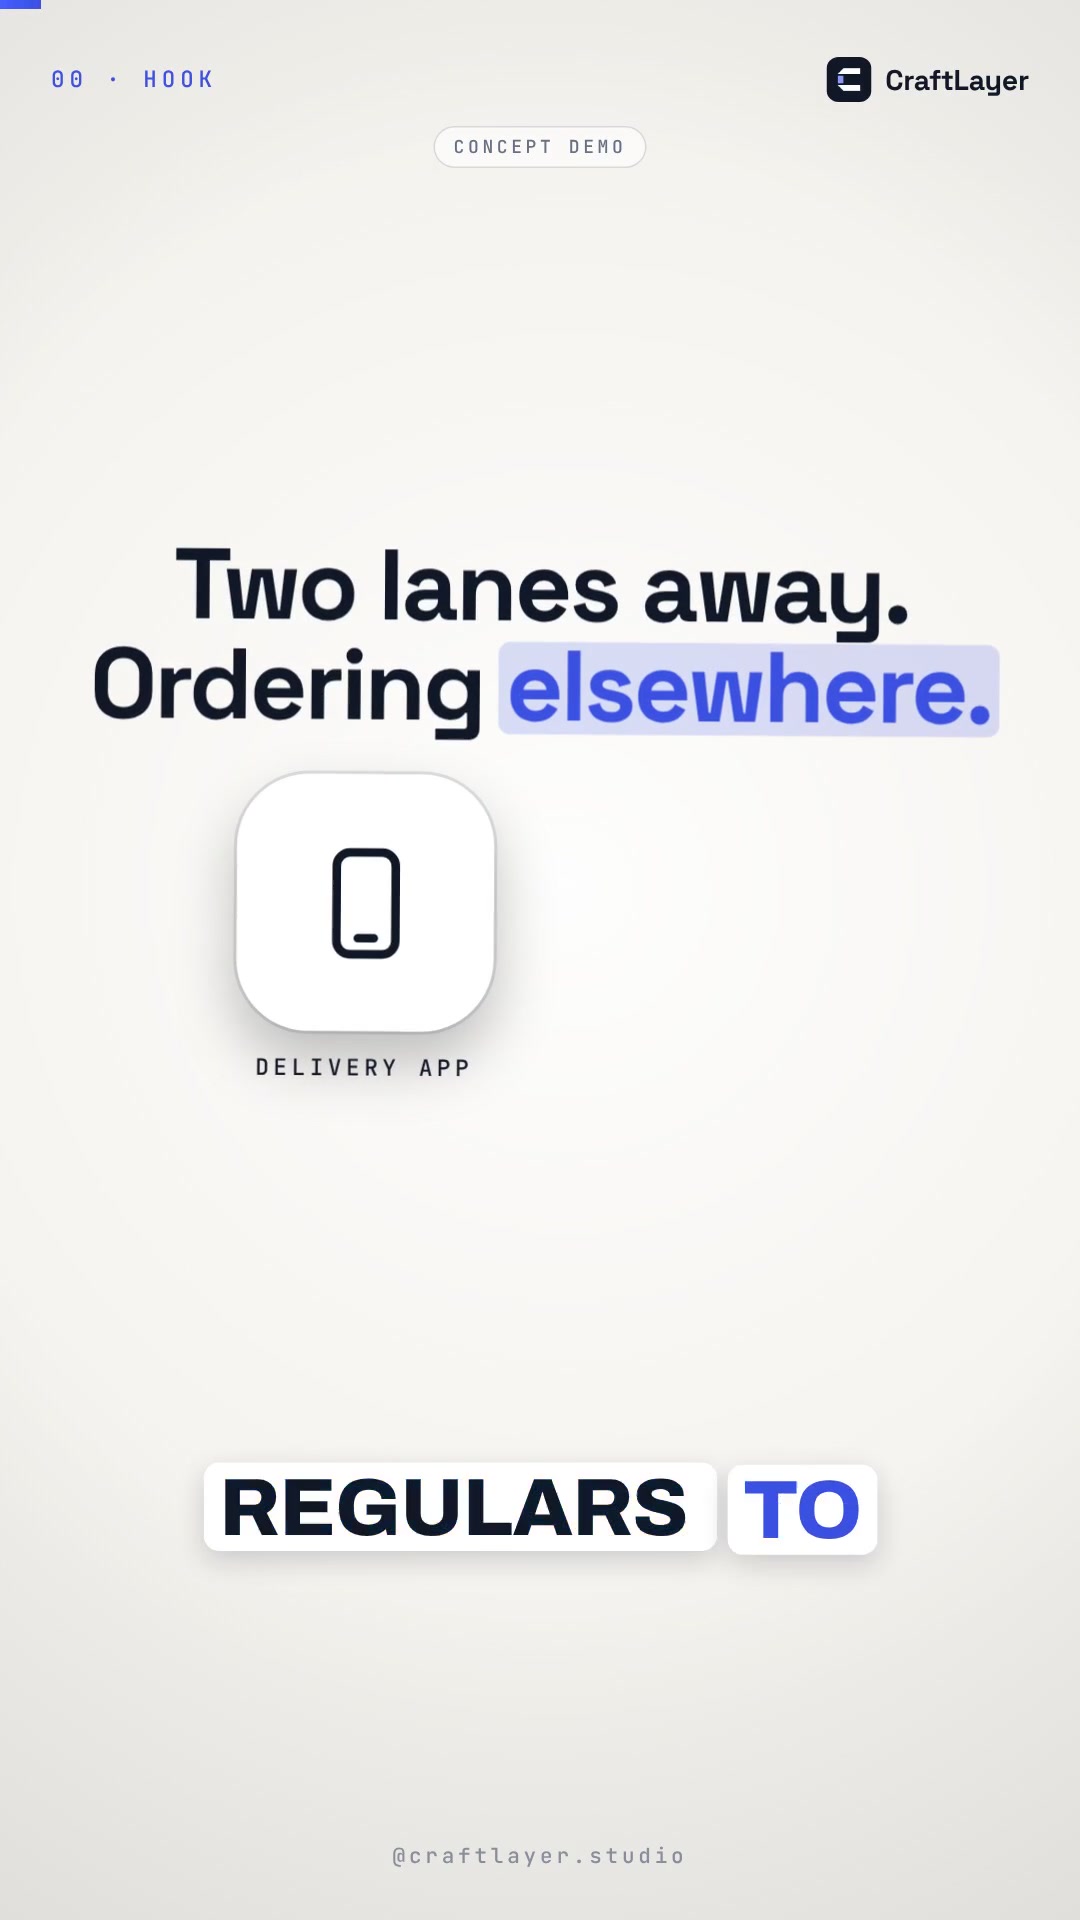 00 · HOOK
CraftLayer
CONCEPT DEMO
Two lanes away.
Ordering elsewhere.
DELIVERY APP
REGULARS TO
@craftlayer.studio